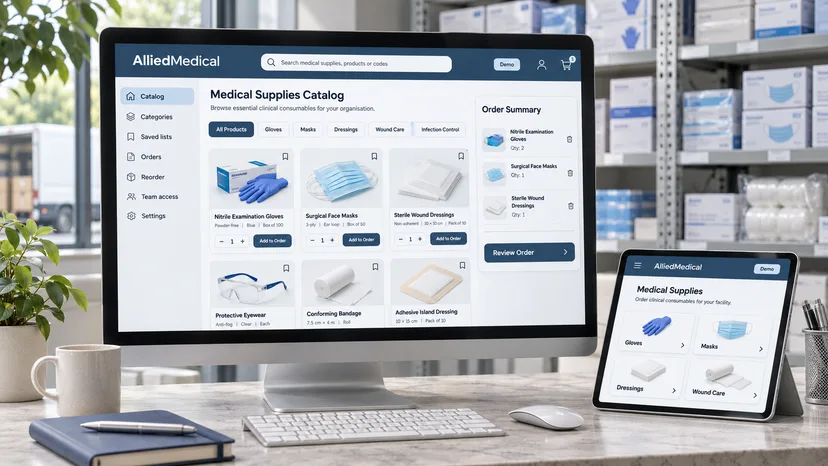 AlliedMedical
Search medical supplies, products or codes
Demo
Catalog
Categories
Saved lists
Orders
Reorder
Team access
Settings
Medical Supplies Catalog
Browse essential clinical consumables for your organisation.
All Products
Gloves
Masks
Dressings
Wound Care
Infection Control
Nitrile Examination Gloves
Powder-free | Blue | Box of 100
1
Add to Order
Surgical Face Masks
3-ply | Ear loop | Box of 50
1
Add to Order
Sterile Wound Dressings
Non-adherent | 10 × 10 cm | Pack of 10
1
Add to Order
Protective Eyewear
Anti-fog | Clear | Each
Conforming Bandage
7.5 cm × 4 m | Roll
Adhesive Island Dressing
10 × 15 cm | Pack of 10
Order Summary
Nitrile Examination
Gloves
Qty: 2
Surgical Face Masks
Qty: 1
Sterile Wound
Dressings
Qty: 1
Review Order
AlliedMedical
Demo
Medical Supplies
Order clinical consumables for your facility.
Gloves
Masks
Dressings
Wound Care